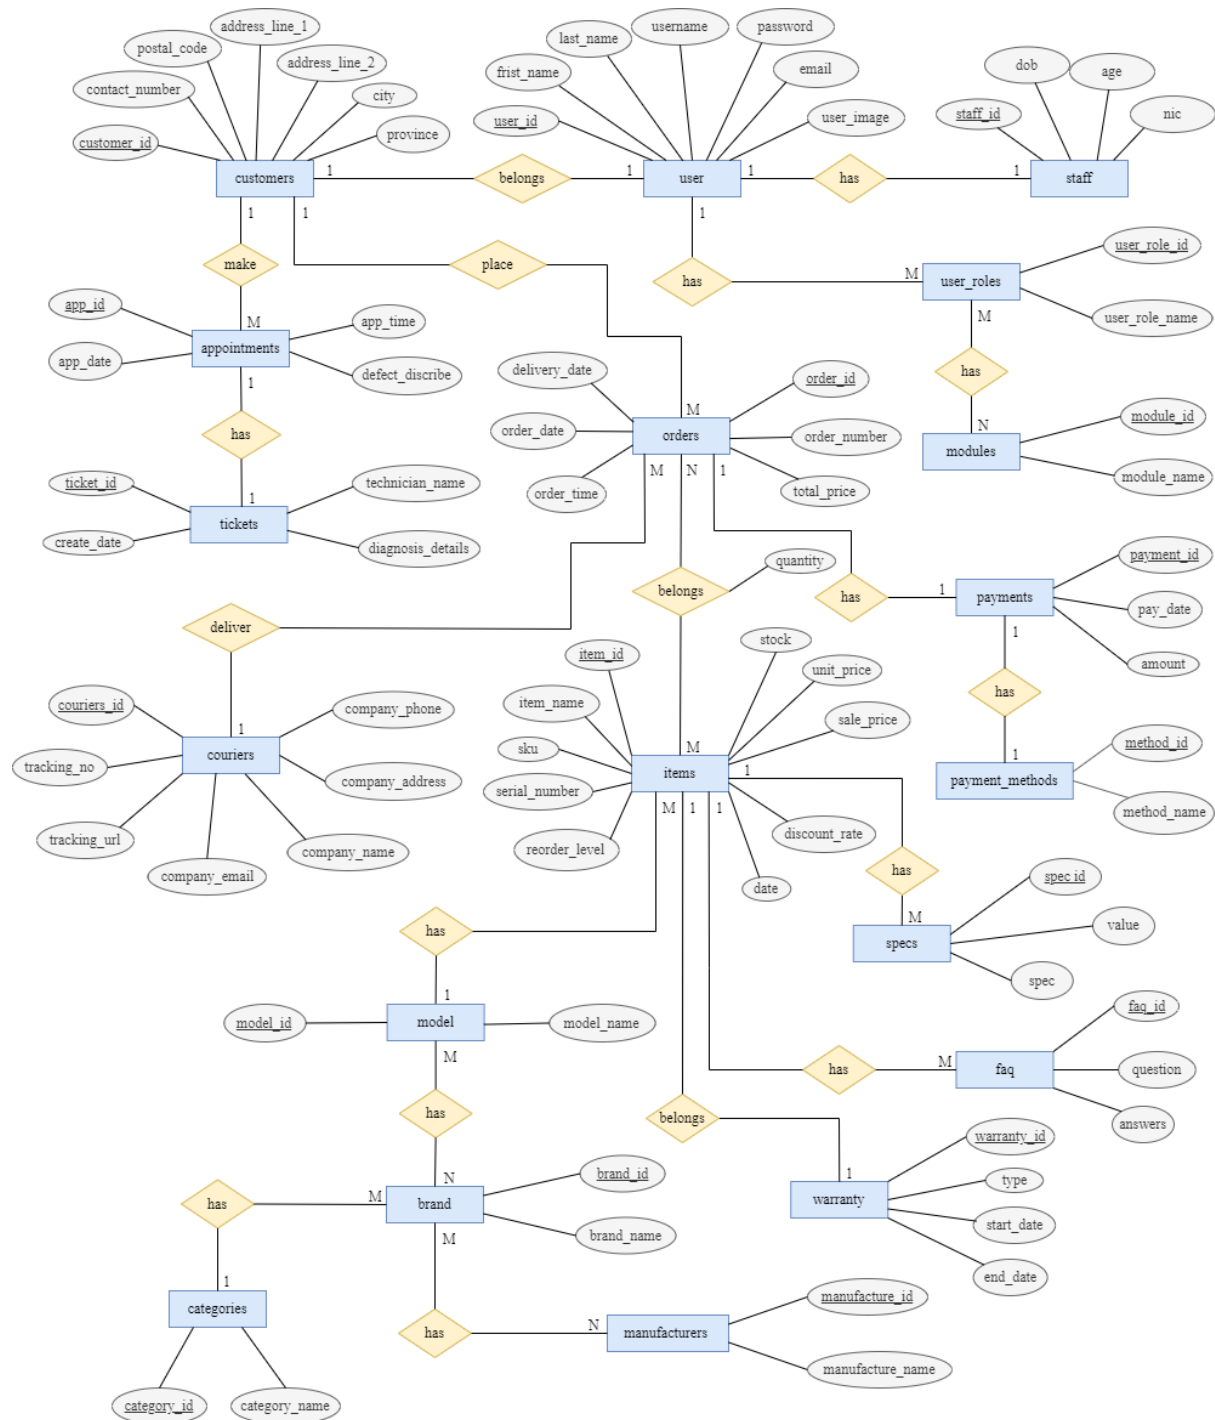 address_line_1
username
password
last_name
postal_code
address_line_2
frist_name
email
dob
age
contact_number
city
user_id
user_image
staff_id
nic
customer_id
province
customers
1
belongs
1
user
1
has
1
staff
1
1
1
make
place
has
M
user_roles
user_role_id
user_role_name
M
app_id
M
app_time
appointments
app_date
1
defect_discribe
has
delivery_date
order_id
M
orders
order_date
order_number
M
N
1
order_time
total_price
N
module_id
modules
module_name
has
1
ticket_id
technician_name
tickets
create_date
diagnosis_details
quantity
belongs
payment_id
has
1
payments
pay_date
1
amount
deliver
stock
item_id
unit_price
has
couriers_id
company_phone
item_name
sale_price
1
couriers
sku
M
method_id
1
tracking_no
company_address
items
1
payment_methods
serial_number
M
1
1
method_name
tracking_url
company_name
reorder_level
discount_rate
company_email
date
has
spec id
has
M
value
specs
spec
1
model_id
model
model_name
faq_id
M
has
M
faq
question
has
belongs
answers
warranty_id
brand_id
N
1
type
has
M
brand
warranty
M
brand_name
start_date
1
end_date
categories
manufacture_id
has
N
manufacturers
manufacture_name
category_id
category_name